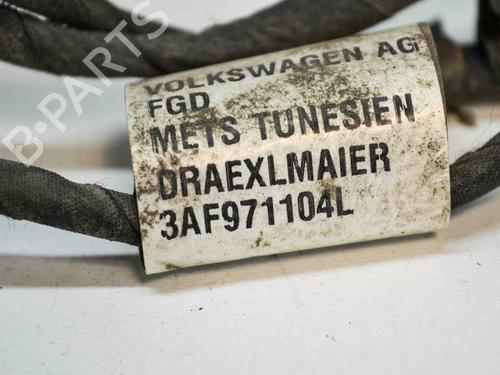 VOLKSWAGEN AG
FGD
METS TUNESIEN
DRAEXLMAIER
3AF971104L
B-PARTS